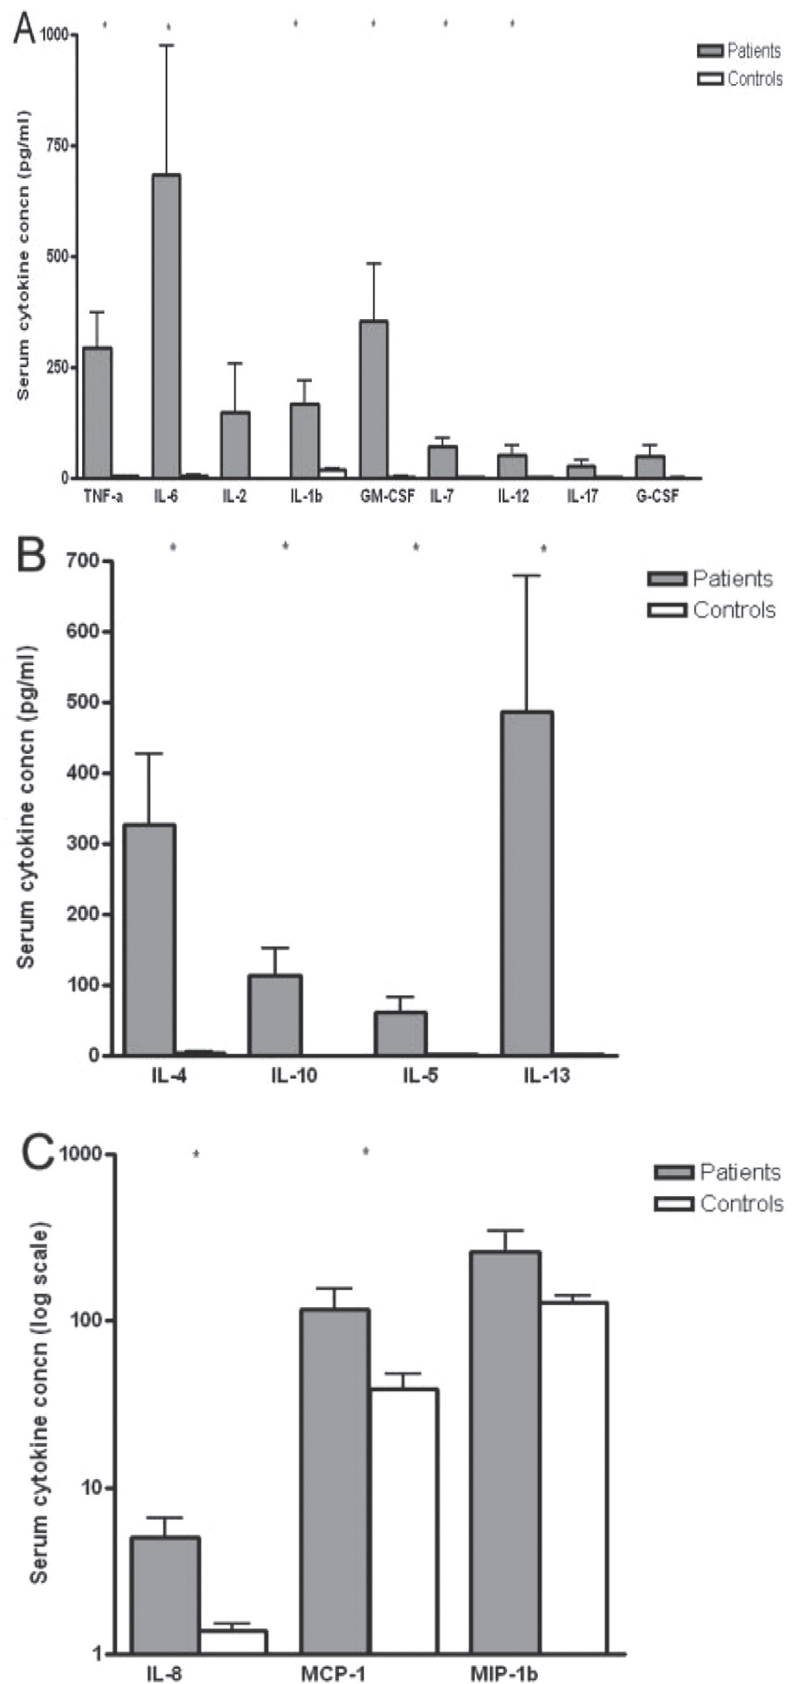 A
* * * * * *
Patients
Controls
Serum cytokine concn (pg/ml)
1000
750
500
250
0
TNF-a IL-6 IL-2 IL-1b GM-CSF IL-7 IL-12 IL-17 G-CSF
B
* * * *
Patients
Controls
Serum cytokine concn (pg/ml)
700
600
500
400
300
200
100
0
IL-4 IL-10 IL-5 IL-13
C
* *
Patients
Controls
Serum cytokine concn (log scale)
1000
100
10
1
IL-8 MCP-1 MIP-1b